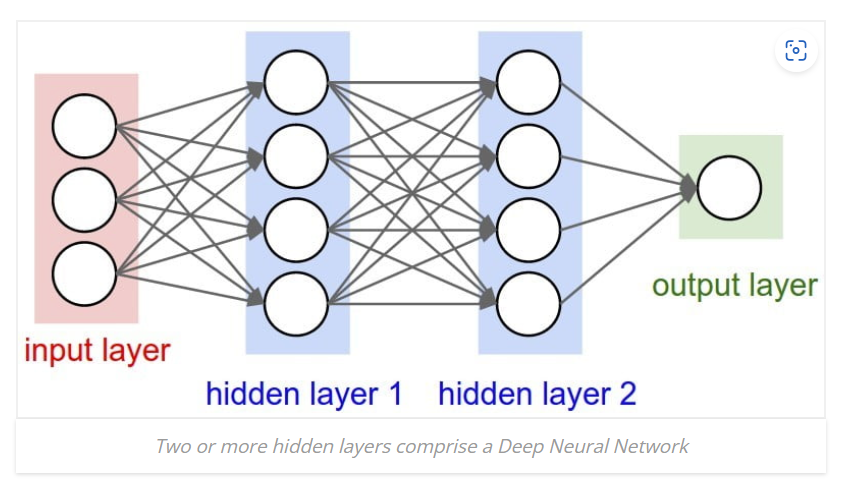 input layer
hidden layer 1
hidden layer 2
output layer
Two or more hidden layers comprise a Deep Neural Network